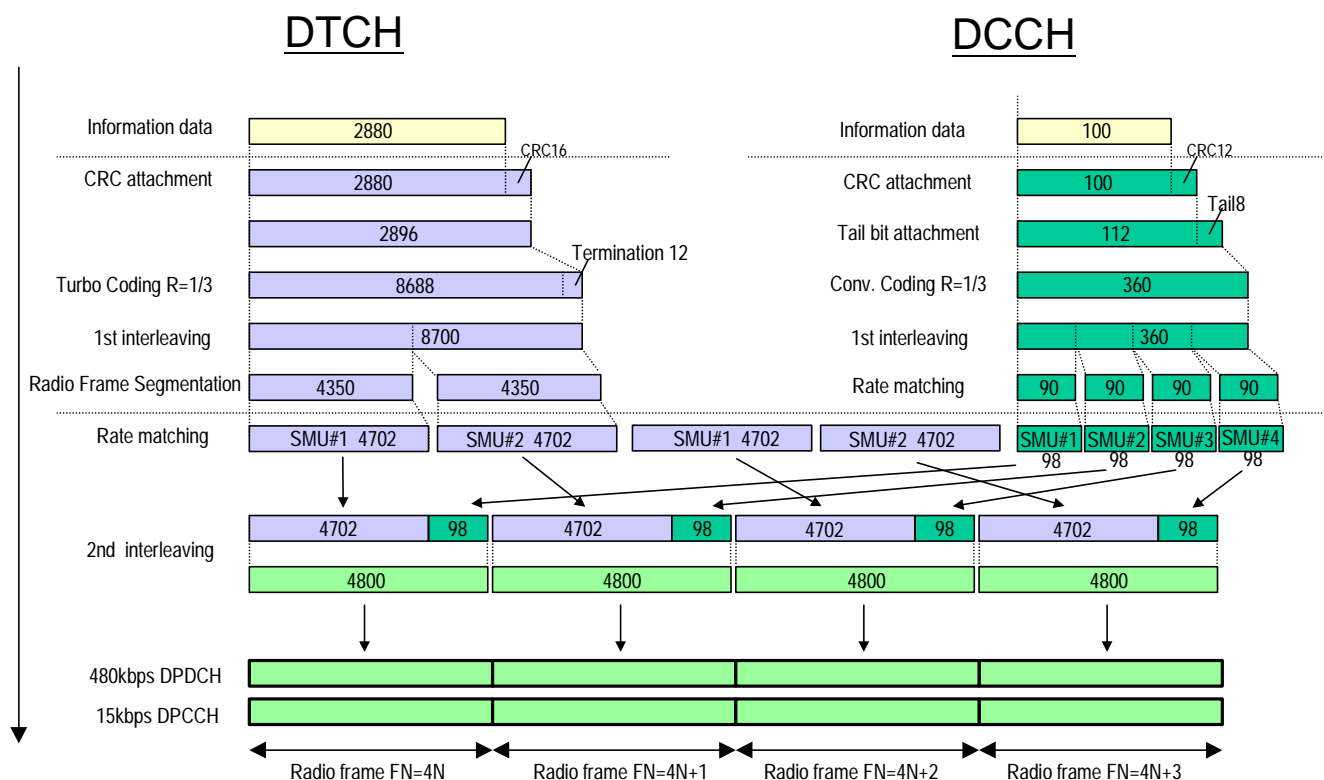 DTCH
DCCH
Information data
2880
Information data
100
CRC16
CRC12
CRC attachment
2880
CRC attachment
100
Tail8
2896
Tail bit attachment
112
Termination 12
Turbo Coding R=1/3
8688
Conv. Coding R=1/3
360
1st interleaving
8700
1st interleaving
360
Radio Frame Segmentation
4350
4350
Rate matching
90
90
90
90
Rate matching
SMU#1 4702
SMU#2 4702
SMU#1 4702
SMU#2 4702
SMU#1
SMU#2
SMU#3
SMU#4
98
98
98
98
2nd interleaving
4702
98
4702
98
4702
98
4702
98
4800
4800
4800
4800
480kbps DPDCH
15kbps DPCCH
Radio frame FN=4N
Radio frame FN=4N+1
Radio frame FN=4N+2
Radio frame FN=4N+3